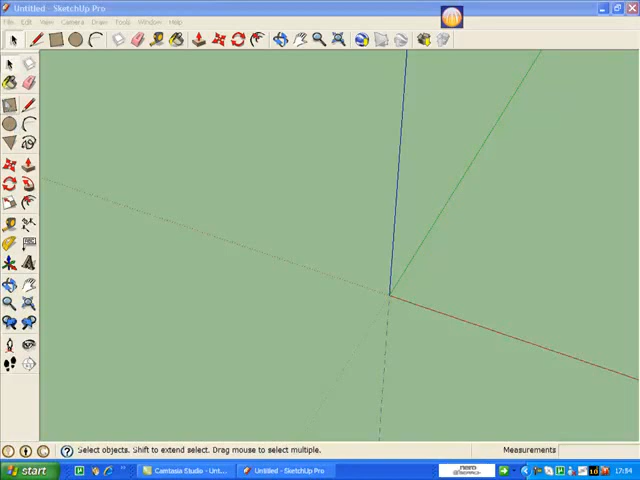 Untitled - SketchUp Pro
File Edit View Camera Draw Tools Window Help
Select objects. Shift to extend select. Drag mouse to select multiple.
Measurements
start
Camtasia Studio - Unt...
Untitled - SketchUp Pro
nero
17:54